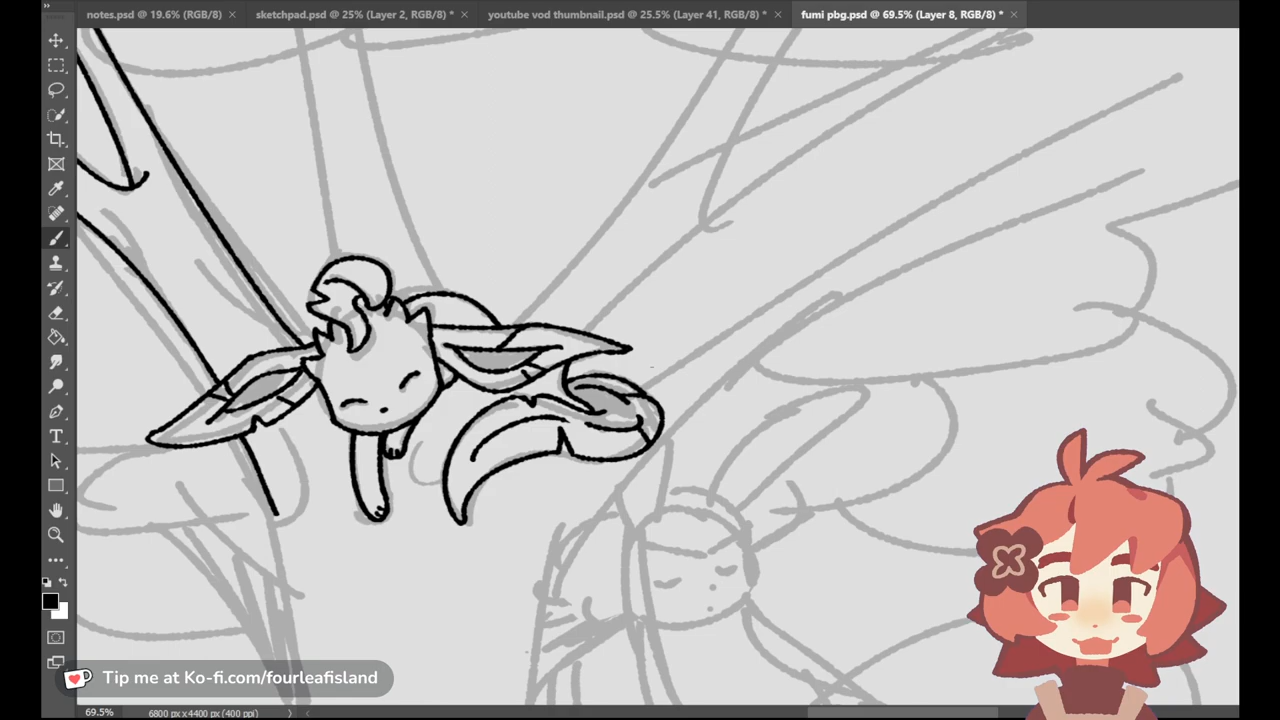 notes.psd @ 19.6% (RGB/8)
sketchpad.psd @ 25% (Layer 2, RGB/8) *
youtube vod thumbnail.psd @ 25.5% (Layer 41, RGB/8) *
fumi pbg.psd @ 69.5% (Layer 8, RGB/8) *
Tip me at Ko-fi.com/fourleafisland
69.5%
6800 px x 4400 px (400 ppi)